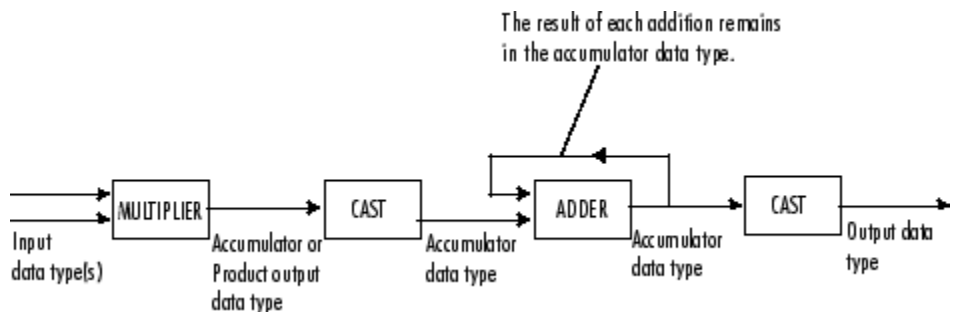 The result of each addition remains
in the accumulator data type.
MULTIPLIER
CAST
ADDER
CAST
Input
data type(s)
Accumulator or
Product output
data type
Accumulator
data type
Accumulator
data type
Output data
type